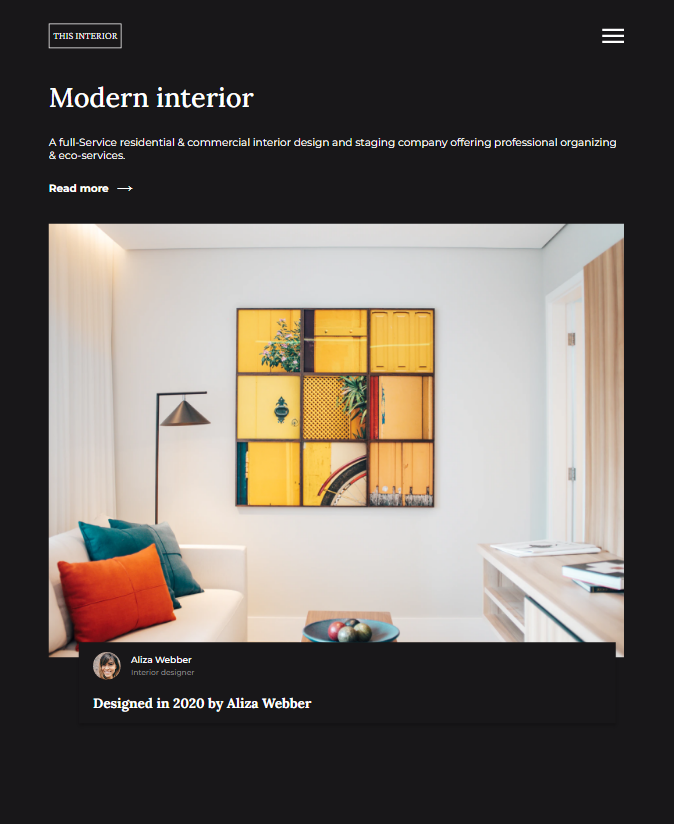 THIS INTERIOR
Modern interior
A full-Service residential & commercial interior design and staging company offering professional organizing
& eco-services.
Read more
Aliza Webber
Interior designer
Designed in 2020 by Aliza Webber